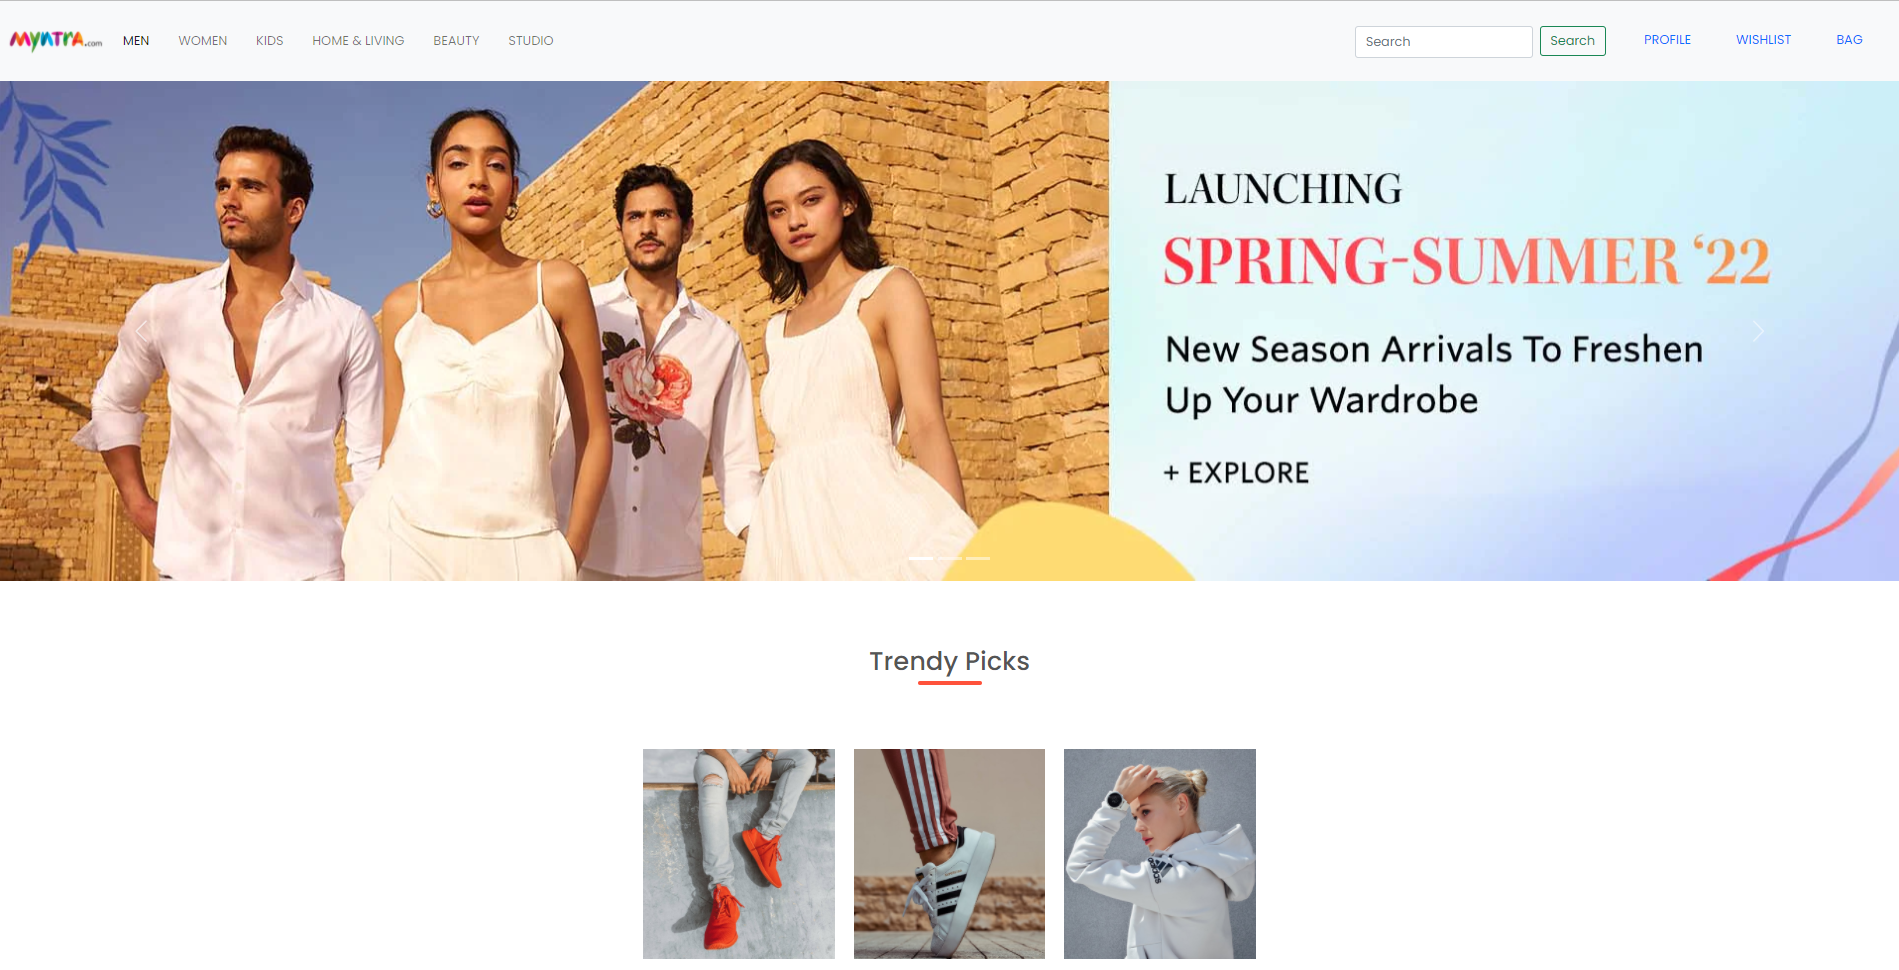 myntra.com MEN WOMEN KIDS HOME & LIVING BEAUTY STUDIO Search Search PROFILE WISHLIST BAG
LAUNCHING
SPRING-SUMMER ‘22
New Season Arrivals To Freshen
Up Your Wardrobe
+ EXPLORE
Trendy Picks
adidas